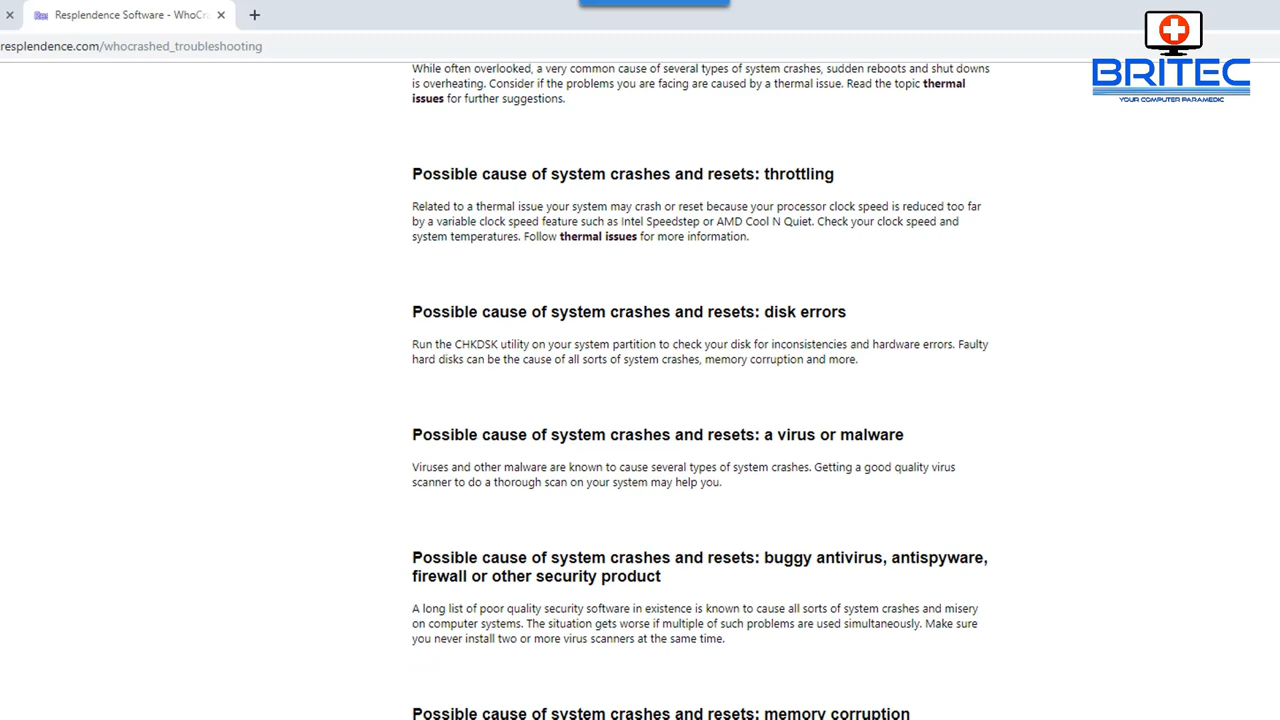 Resplendence Software - WhoCr
resplendence.com/whocrashed_troubleshooting
BRITEC
YOUR COMPUTER PARAMEDIC
While often overlooked, a very common cause of several types of system crashes, sudden reboots and shut downs
is overheating. Consider if the problems you are facing are caused by a thermal issue. Read the topic thermal
issues for further suggestions.
Possible cause of system crashes and resets: throttling
Related to a thermal issue your system may crash or reset because your processor clock speed is reduced too far
by a variable clock speed feature such as Intel Speedstep or AMD Cool N Quiet. Check your clock speed and
system temperatures. Follow thermal issues for more information.
Possible cause of system crashes and resets: disk errors
Run the CHKDSK utility on your system partition to check your disk for inconsistencies and hardware errors. Faulty
hard disks can be the cause of all sorts of system crashes, memory corruption and more.
Possible cause of system crashes and resets: a virus or malware
Viruses and other malware are known to cause several types of system crashes. Getting a good quality virus
scanner to do a thorough scan on your system may help you.
Possible cause of system crashes and resets: buggy antivirus, antispyware,
firewall or other security product
A long list of poor quality security software in existence is known to cause all sorts of system crashes and misery
on computer systems. The situation gets worse if multiple of such problems are used simultaneously. Make sure
you never install two or more virus scanners at the same time.
Possible cause of system crashes and resets: memory corruption